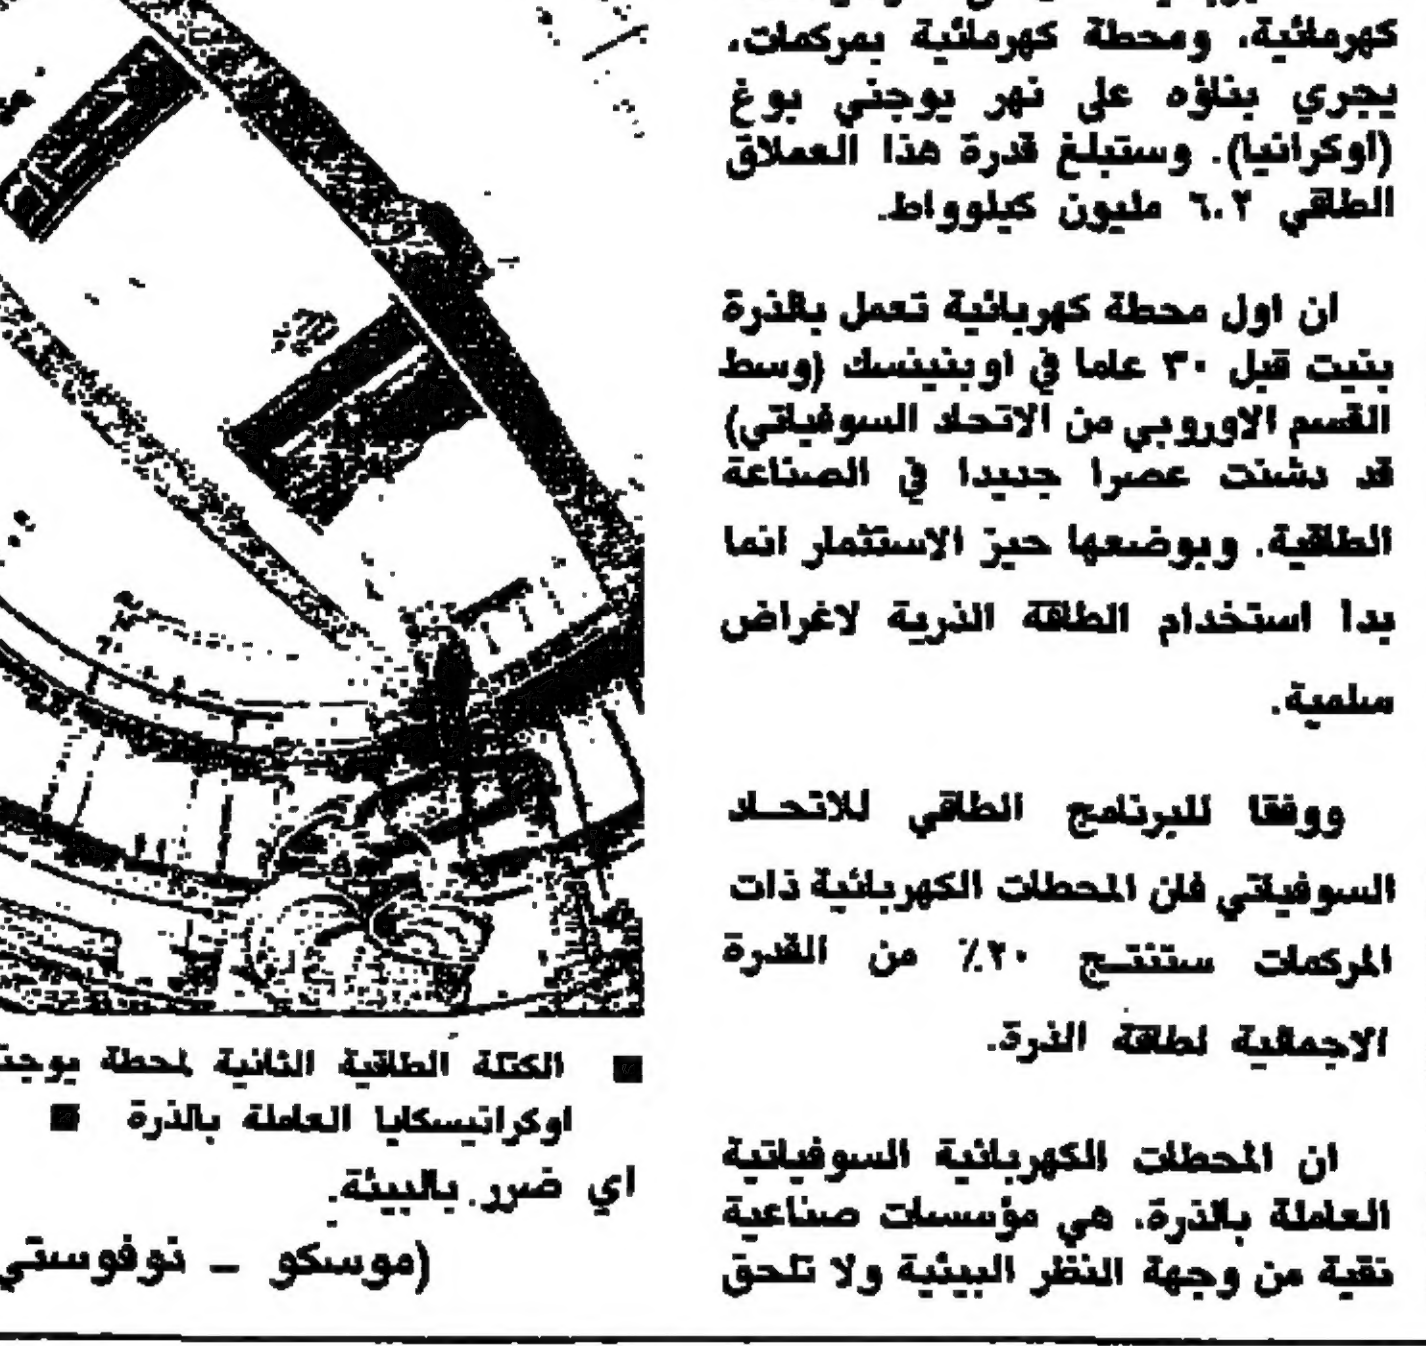 كهرمائية، ومحطة كهرمائية بمركمات،
يجري بناؤه على نهر يوجني بوغ
(اوكرانيا). وستبلغ قدرة هذا العملاق
الطاقي ٦،٢ مليون كيلوواط.
ان اول محطة كهربائية تعمل بالذرة
بنيت قبل ٣٠ عاما في اوبنينسك (وسط
القسم الاوروبي من الاتحاد السوفياتي)
قد دشنت عصرا جديدا في الصناعة
الطاقية. وبوضعها حيز الاستثمار انما
بدأ استخدام الطاقة الذرية لاغراض
سلمية.
ووفقا للبرنامج الطاقي للاتحـاد
السوفياتي فان المحطات الكهربائية ذات
المركمات ستنتـج ٢٠٪ من القدرة
الاجمالية لطاقة الذرة.
ان المحطات الكهربائية السوفياتية
العاملة بالذرة، هي مؤسسات صناعية
نقية من وجهة النظر البيئية ولا تلحق
■ الكتلة الطاقية الثانية لمحطة
اوكرانيسكايا العاملة بالذرة ■
اي ضرر بالبيئة.
(موسكو - نوفوستي